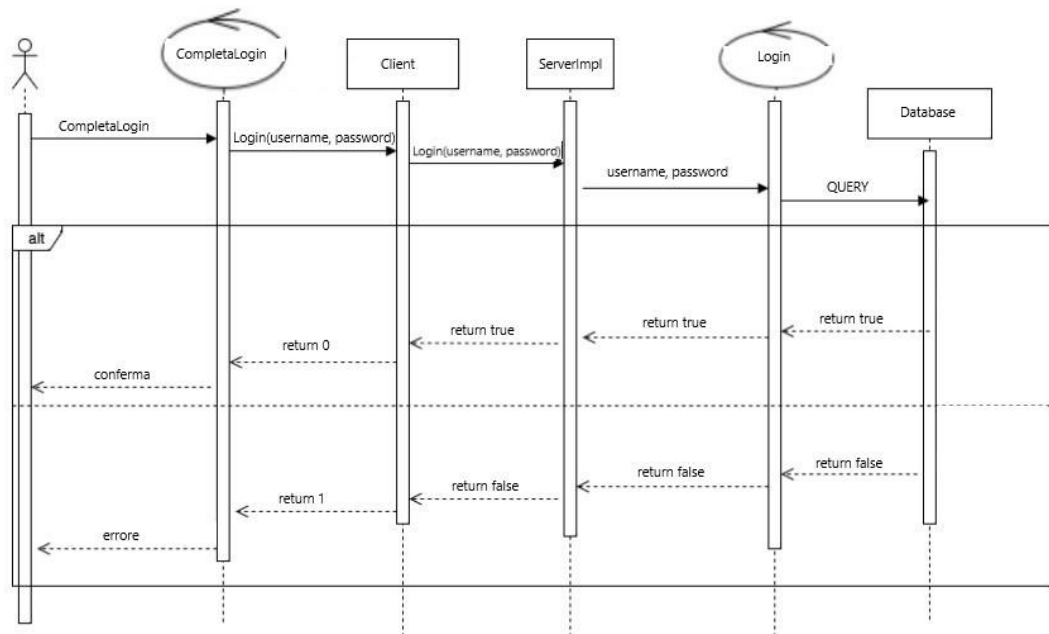 CompletaLogin
Client
ServerImpl
Login
Database
CompletaLogin
Login(username, password)
Login(username, password)
username, password
QUERY
alt
return true
return true
return true
return 0
conferma
return false
return false
return false
return 1
errore